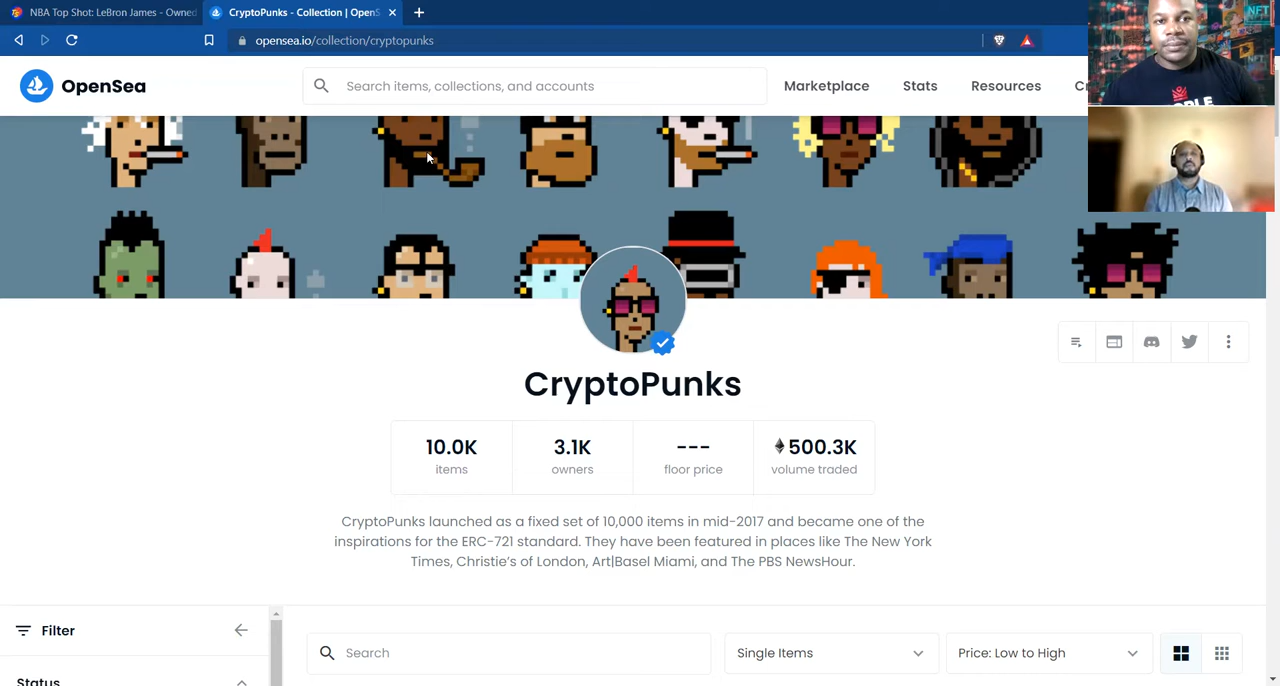 NBA Top Shot: LeBron James - Owned
CryptoPunks - Collection | OpenS
opensea.io/collection/cryptopunks
OpenSea
Search items, collections, and accounts
Marketplace
Stats
Resources
Cr
NFT
CryptoPunks
10.0K
items
3.1K
owners
---
floor price
500.3K
volume traded
CryptoPunks launched as a fixed set of 10,000 items in mid-2017 and became one of the
inspirations for the ERC-721 standard. They have been featured in places like The New York
Times, Christie's of London, Art|Basel Miami, and The PBS NewsHour.
Filter
Search
Single Items
Price: Low to High
Status